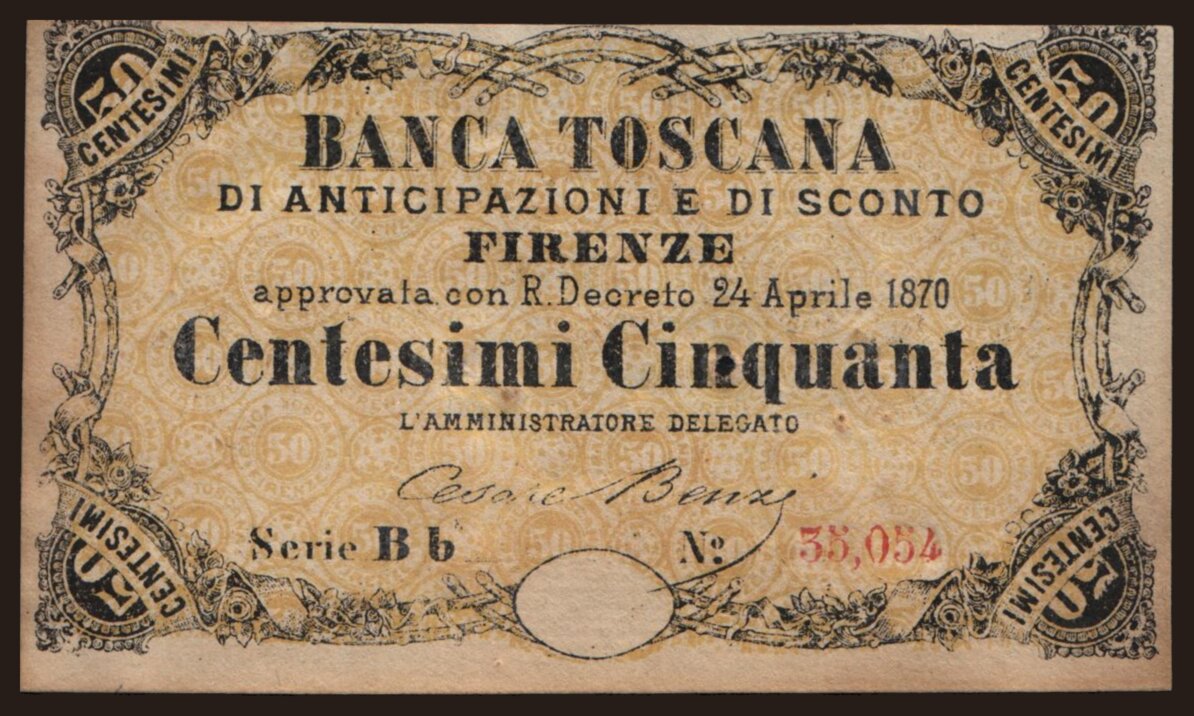 50 CENTESIMI
50 CENTESIMI
BANCA TOSCANA
DI ANTICIPAZIONI E DI SCONTO
FIRENZE
approvata con R. Decreto 24 Aprile 1870
Centesimi Cinquanta
L'AMMINISTRATORE DELEGATO
Cesare Benzi
Serie B b N.º 35,054
50 CENTESIMI
50 CENTESIMI